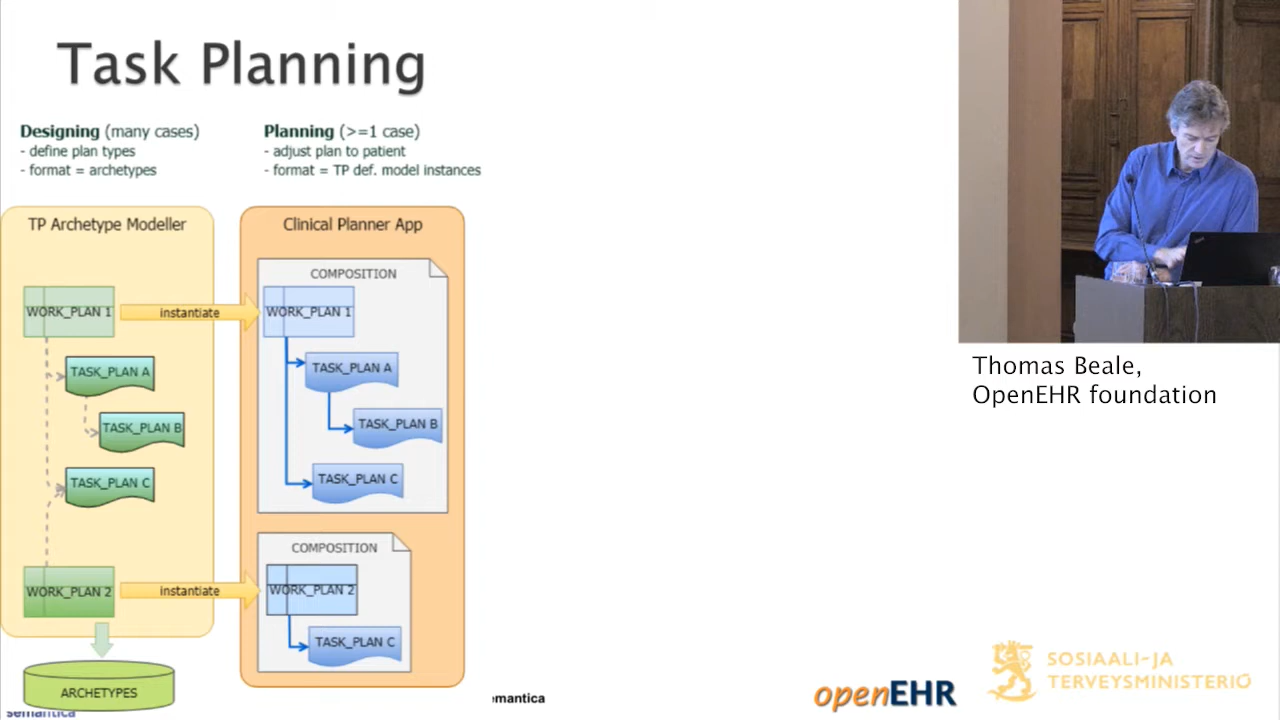 Task Planning
Designing (many cases)
- define plan types
- format = archetypes
Planning (>=1 case)
- adjust plan to patient
- format = TP def. model instances
TP Archetype Modeller
WORK_PLAN 1
TASK_PLAN A
TASK_PLAN B
TASK_PLAN C
WORK_PLAN 2
ARCHETYPES
instantiate
instantiate
Clinical Planner App
COMPOSITION
WORK_PLAN 1
TASK_PLAN A
TASK_PLAN B
TASK_PLAN C
COMPOSITION
WORK_PLAN 2
TASK_PLAN C
semantica
emantica
Thomas Beale,
OpenEHR foundation
openEHR
SOSIAALI-JA
TERVEYSMINISTERIÖ